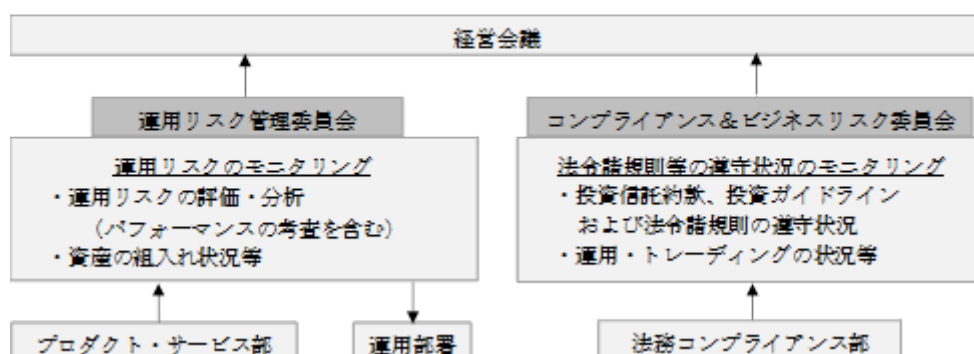 経営会議
運用リスク管理委員会
運用リスクのモニタリング
・運用リスクの評価・分析
（パフォーマンスの考査を含む）
・資産の組入れ状況等
プロダクト・サービス部
運用部署
コンプライアンス＆ビジネスリスク委員会
法令諸規則等の遵守状況のモニタリング
・投資信託約款、投資ガイドライン
および法令諸規則の遵守状況
・運用・トレーディングの状況等
法務コンプライアンス部